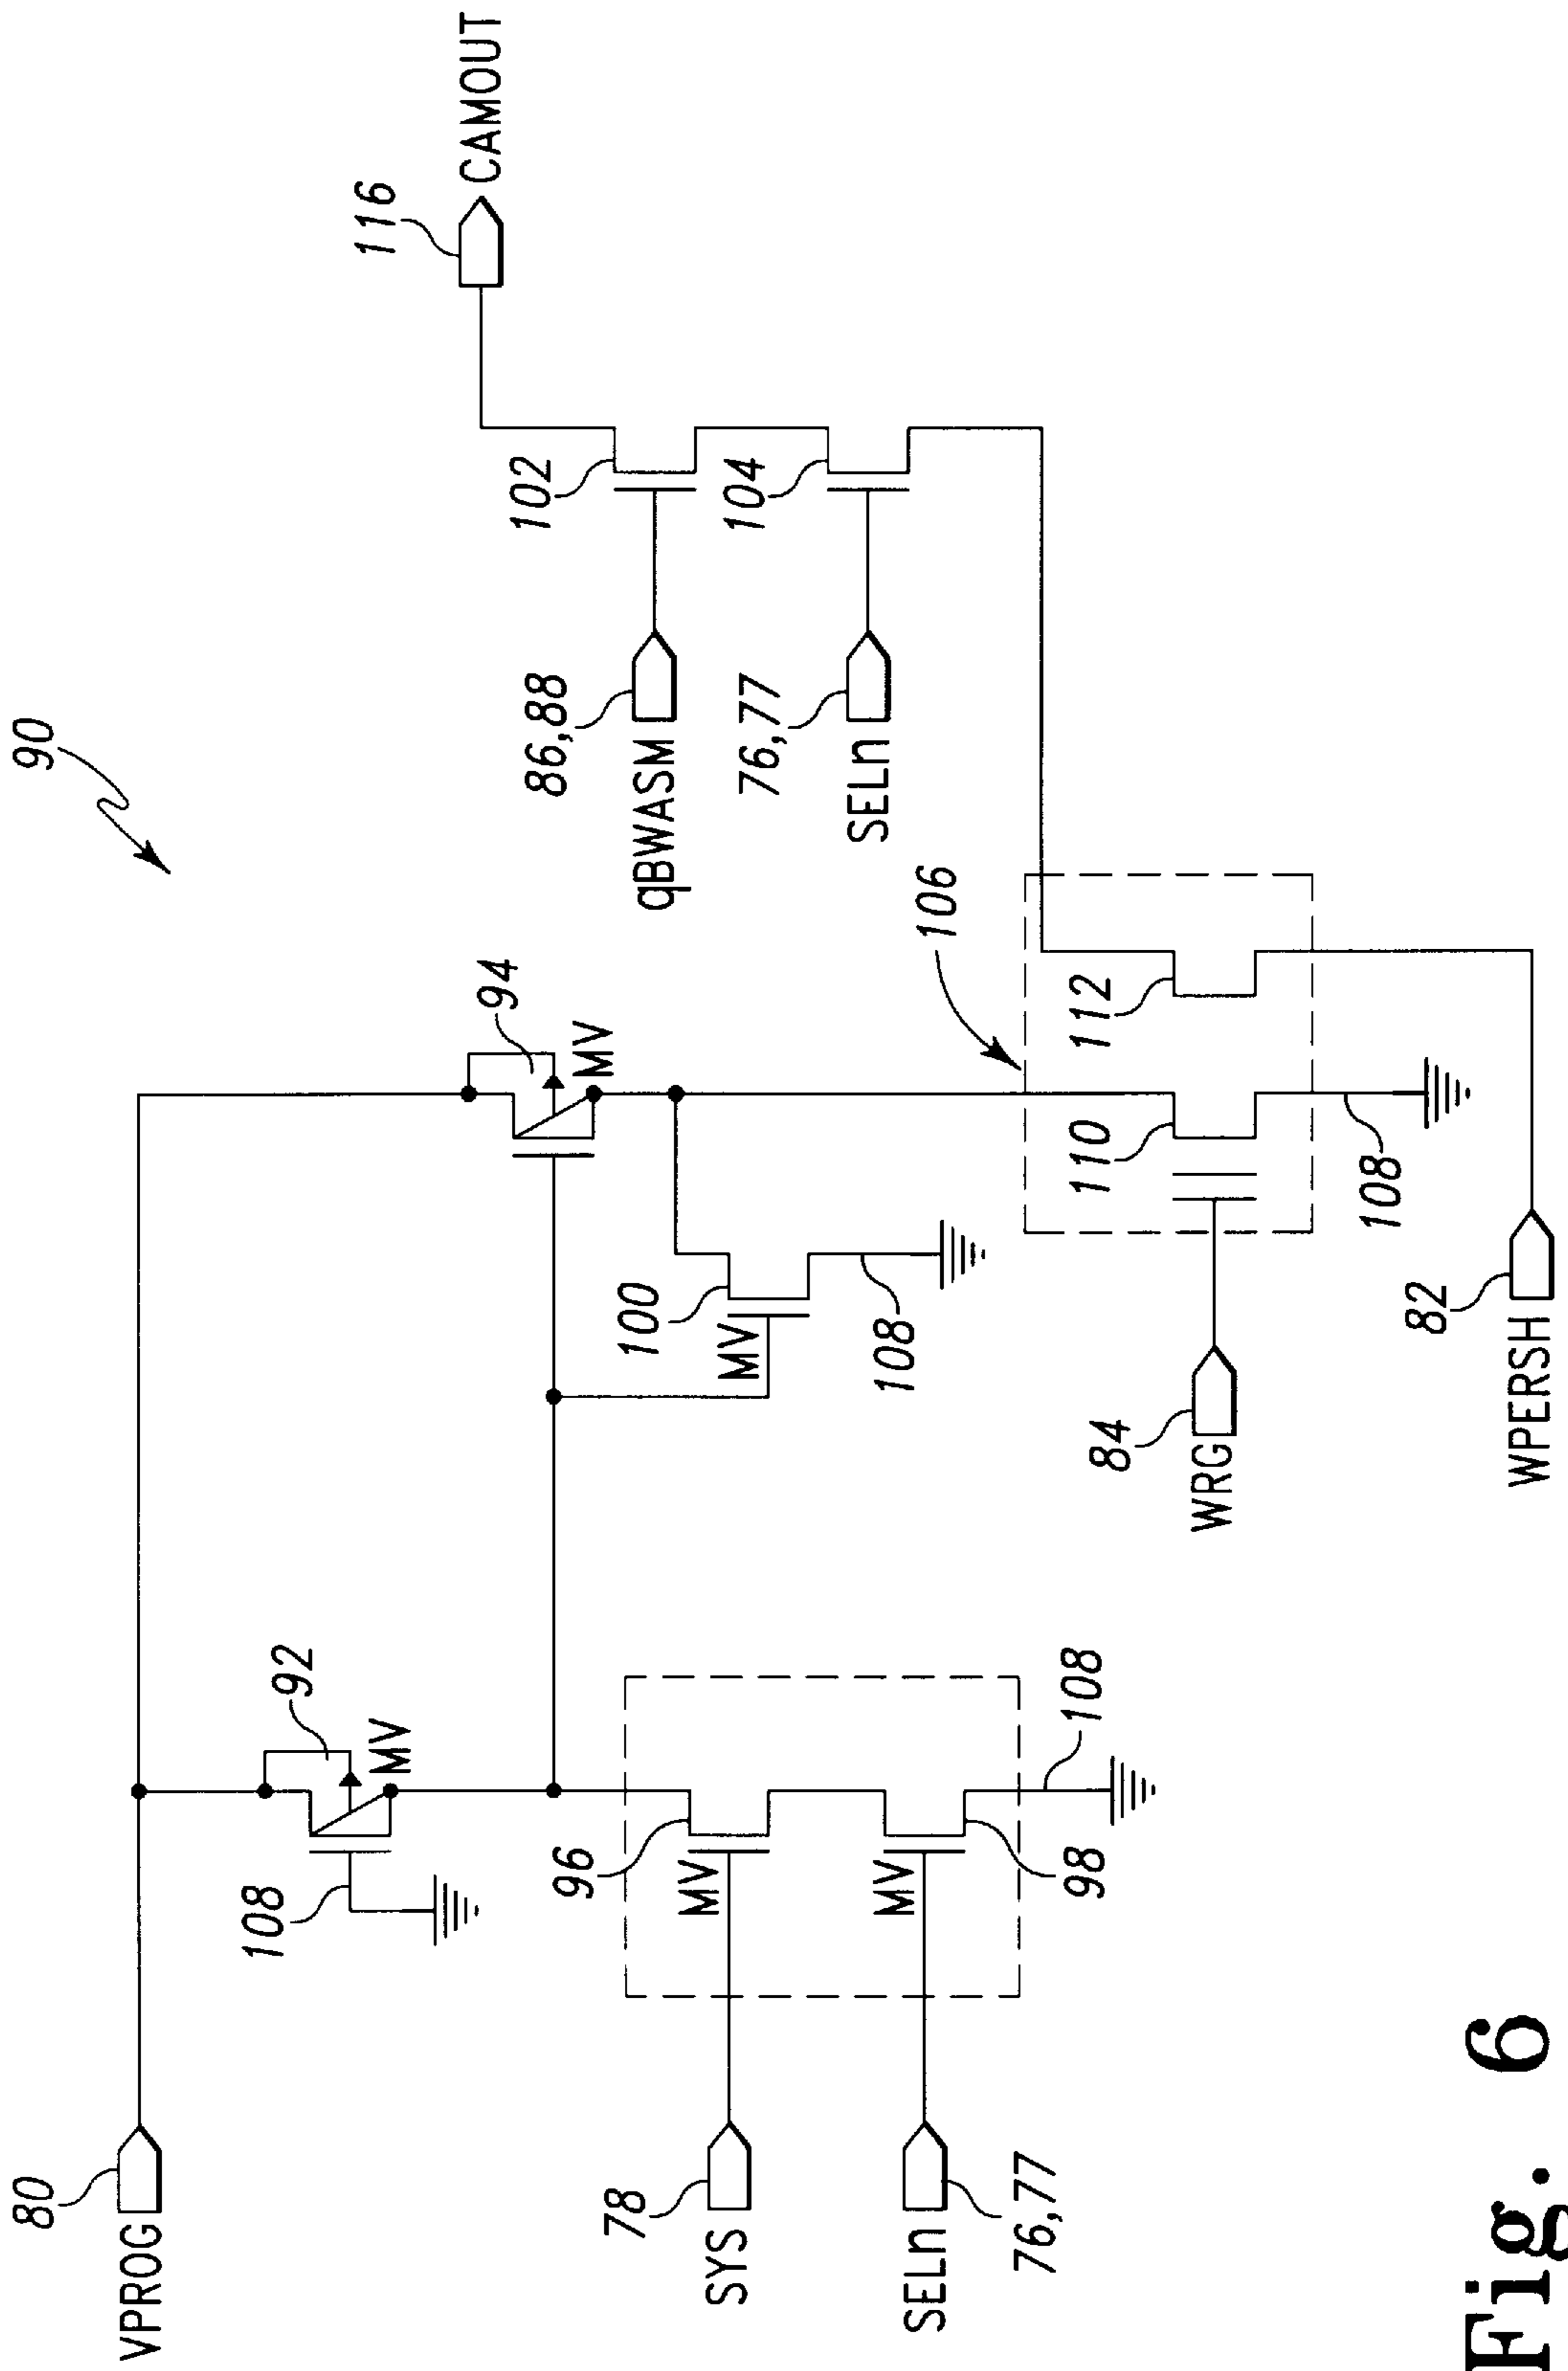 90
80
VPROG
92
MV
108
94
MV
116
CAMOUT
102
86,88
qBWASM
104
76,77
SELn
78
SYS
96
MV
SELn
76,77
MV
98
108
100
MV
108
106
110
112
108
84
WRG
82
WPERSH
Fig. 6